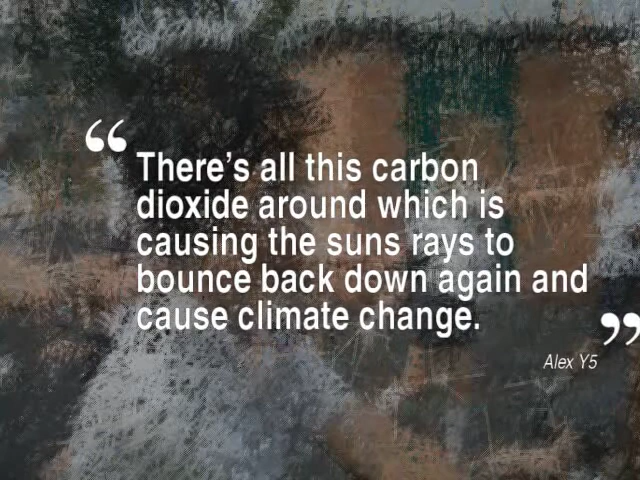 “
There’s all this carbon
dioxide around which is
causing the suns rays to
bounce back down again and
cause climate change.
”
Alex Y5